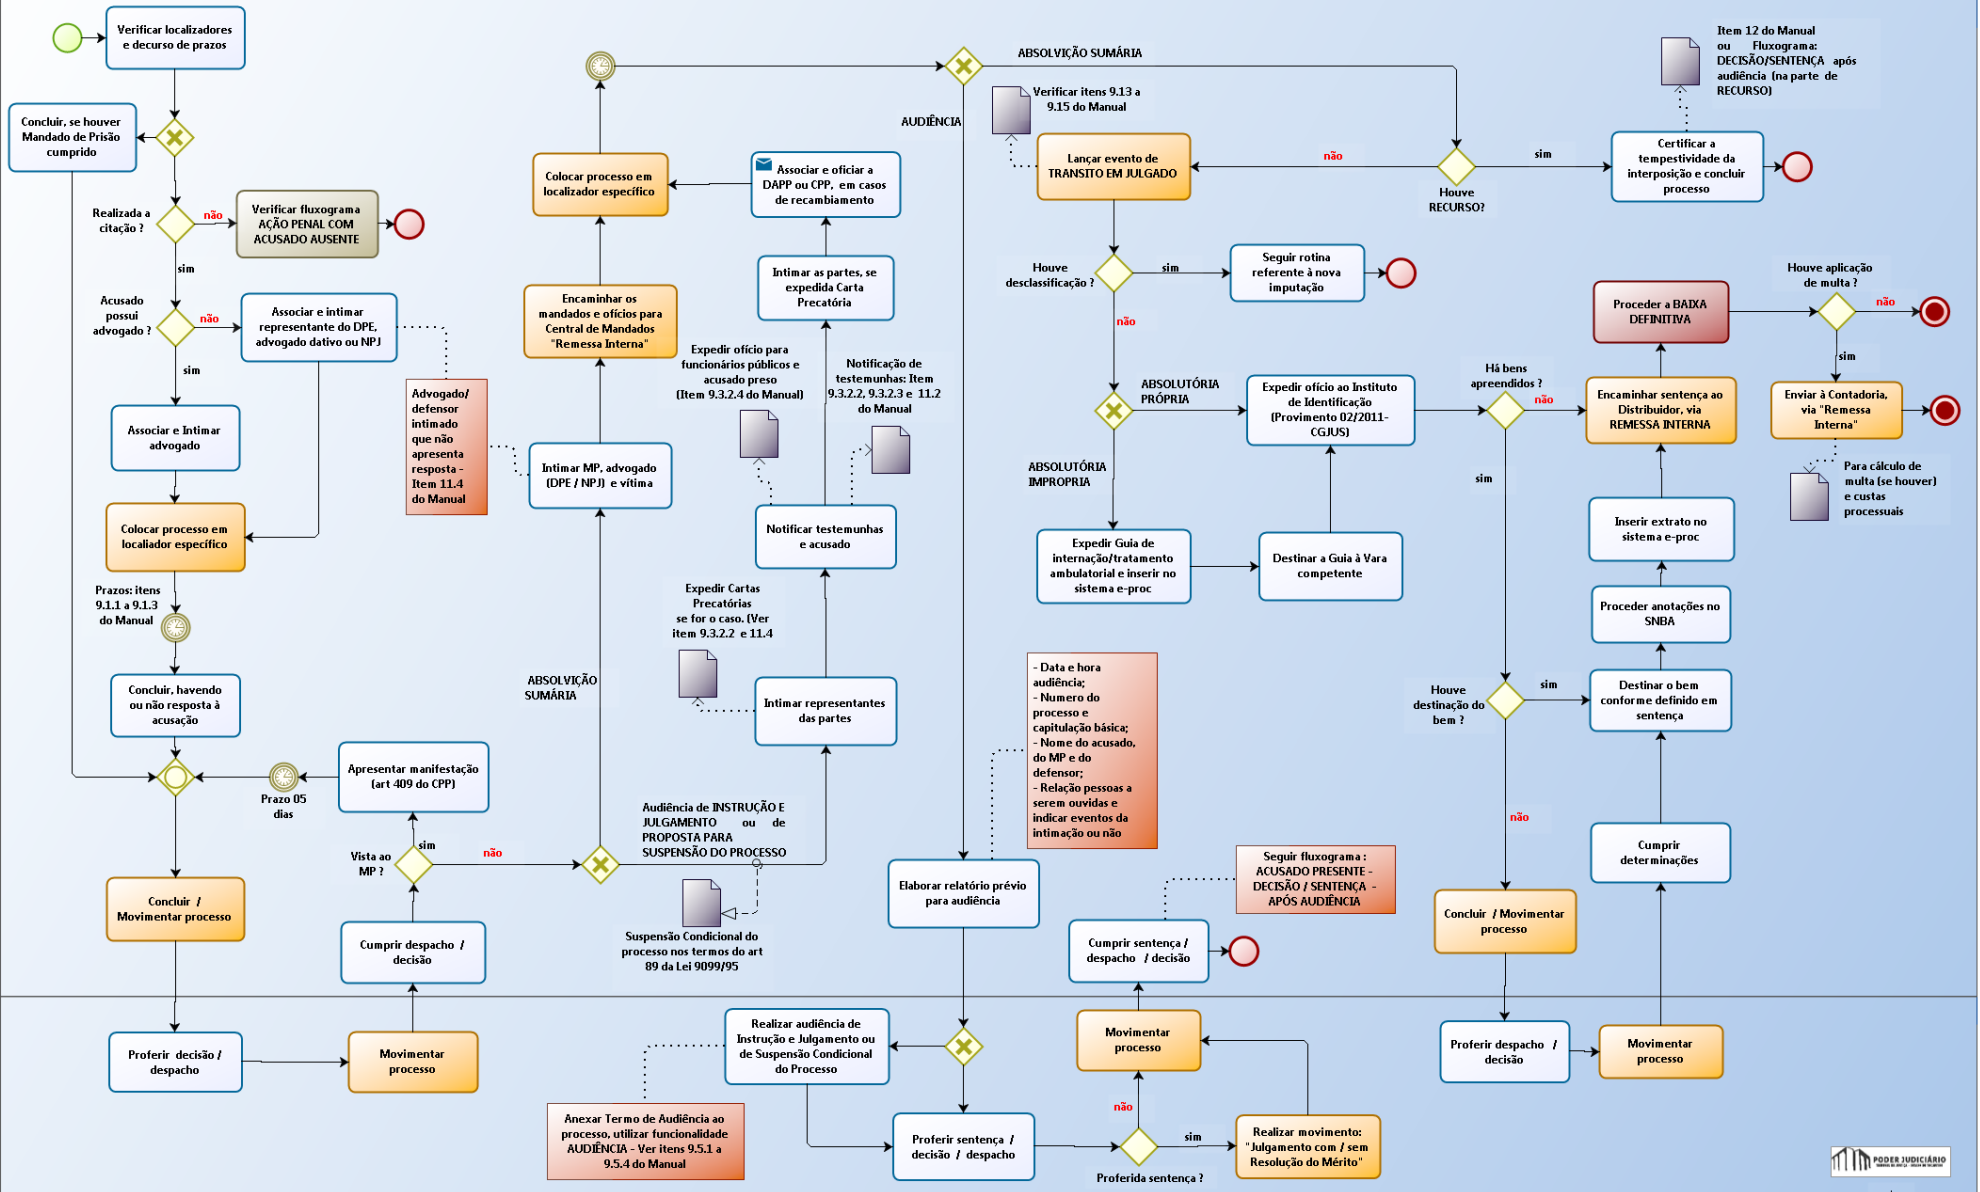 Verificar localizadores
e decurso de prazos
Concluir, se houver
Mandado de Prisão
cumprido
Realizada a
citação ?
não
Verificar fluxograma
AÇÃO PENAL COM
ACUSADO AUSENTE
sim
Acusado
possui
advogado ?
não
Associar e intimar
representante do DPE,
advogado dativo ou NPJ
sim
Associar e Intimar
advogado
Advogado/
defensor
intimado
que não
apresenta
resposta -
Item 11.4
do Manual
Colocar processo em
localiador específico
Prazos: itens
9.1.1 a 9.1.3
do Manual
Concluir, havendo
ou não resposta à
acusação
Prazo 05
dias
Apresentar manifestação
(art 409 do CPP)
sim
Vista ao
MP ?
não
Concluir /
Movimentar processo
Cumprir despacho /
decisão
Proferir decisão /
despacho
Movimentar
processo
Colocar processo em
localizador específico
Associar e oficiar a
DAPP ou CPP, em casos
de recambiamento
Encaminhar os
mandados e ofícios para
Central de Mandados
"Remessa Interna"
Intimar as partes, se
expedida Carta
Precatória
Expedir ofício para
funcionários públicos e
acusado preso
(Item 9.3.2.4 do Manual)
Notificação de
testemunhas: Item
9.3.2.2, 9.3.2.3 e 11.2
do Manual
Intimar MP, advogado
(DPE / NPJ) e vítima
Notificar testemunhas
e acusado
Expedir Cartas
Precatórias
se for o caso. (Ver
item 9.3.2.2 e 11.4
ABSOLVIÇÃO
SUMÁRIA
Intimar representantes
das partes
Audiência de INSTRUÇÃO E
JULGAMENTO ou de
PROPOSTA PARA
SUSPENSÃO DO PROCESSO
Suspensão Condicional do
processo nos termos do art
89 da Lei 9099/95
ABSOLVIÇÃO SUMÁRIA
AUDIÊNCIA
Verificar itens 9.13 a
9.15 do Manual
Lançar evento de
TRANSITO EM JULGADO
não
Houve
RECURSO?
sim
Certificar a
tempestividade da
interposição e concluir
processo
Item 12 do Manual
ou Fluxograma:
DECISÃO/SENTENÇA após
audiência (na parte de
RECURSO)
Houve
desclassificação ?
sim
Seguir rotina
referente à nova
imputação
não
ABSOLUTÓRIA
PRÓPRIA
Expedir ofício ao Instituto
de Identificação
(Provimento 02/2011-
CGJUS)
ABSOLUTÓRIA
IMPROPRIA
Expedir Guia de
internação/tratamento
ambulatorial e inserir no
sistema e-proc
Destinar a Guia à Vara
competente
Há bens
apreendidos ?
não
sim
Encaminhar sentença ao
Distribuidor, via
REMESSA INTERNA
Proceder a BAIXA
DEFINITIVA
Houve aplicação
de multa ?
não
sim
Enviar à Contadoria,
via "Remessa
Interna"
Para cálculo de
multa (se houver)
e custas
processuais
Inserir extrato no
sistema e-proc
Proceder anotações no
SNBA
Houve
destinação do
bem ?
sim
Destinar o bem
conforme definido em
sentença
não
Cumprir
determinações
Concluir / Movimentar
processo
Proferir despacho /
decisão
Movimentar
processo
- Data e hora
audiência;
- Numero do
processo e
capitulação básica;
- Nome do acusado,
do MP e do
defensor;
- Relação pessoas a
serem ouvidas e
indicar eventos da
intimação ou não
Elaborar relatório prévio
para audiência
Seguir fluxograma :
ACUSADO PRESENTE -
DECISÃO / SENTENÇA -
APÓS AUDIÊNCIA
Cumprir sentença /
despacho / decisão
Realizar audiência de
Instrução e Julgamento ou
de Suspensão Condicional
do Processo
Movimentar
processo
Anexar Termo de Audiência ao
processo, utilizar funcionalidade
AUDIÊNCIA - Ver itens 9.5.1 a
9.5.4 do Manual
Proferir sentença /
decisão / despacho
não
Proferida sentença ?
sim
Realizar movimento:
"Julgamento com / sem
Resolução do Mérito"
PODER JUDICIÁRIO